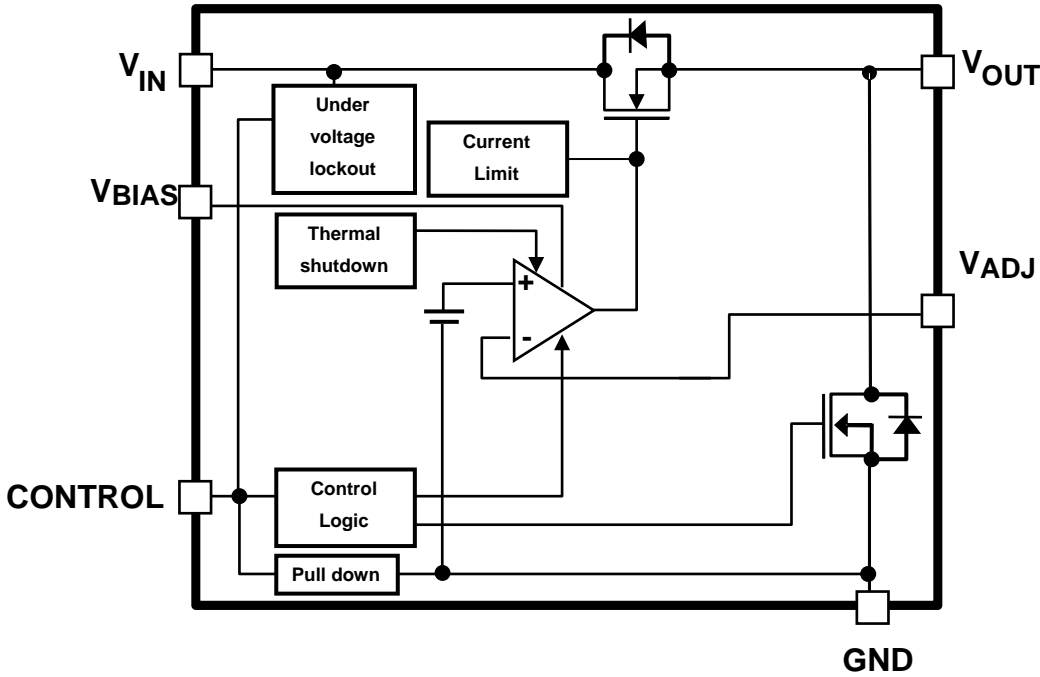 VIN
VOUT
Under
voltage
lockout
Current
Limit
VBIAS
Thermal
shutdown
VADJ
+
-
CONTROL
Control
Logic
Pull down
GND